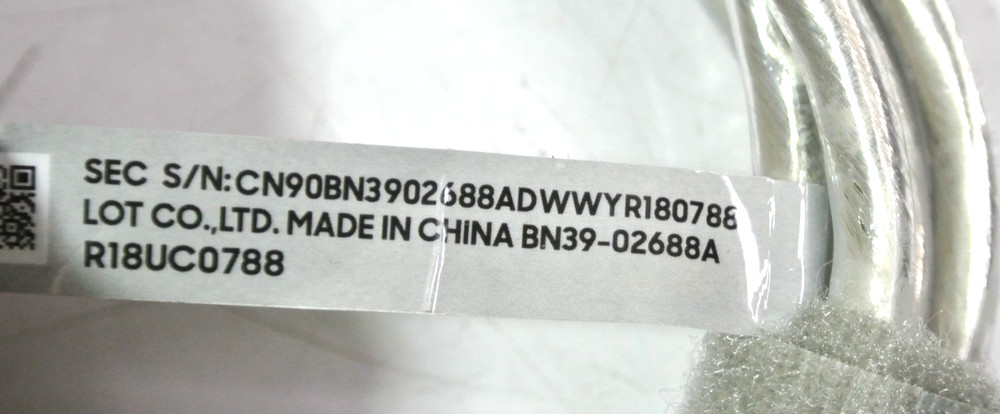 SEC S/N:CN90BN3902688ADWWYR180788
LOT CO.,LTD. MADE IN CHINA BN39-02688A
R18UC0788